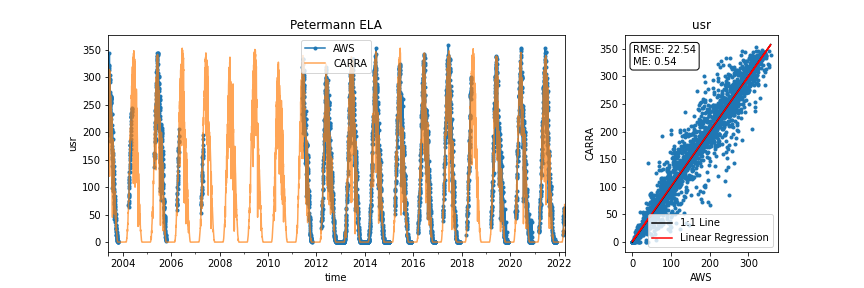 Petermann ELA
usr
AWS
CARRA
350
300
250
200
150
100
50
0
usr
2004
2006
2008
2010
2012
2014
2016
2018
2020
2022
time
RMSE: 22.54
ME: 0.54
350
300
250
200
150
100
50
0
CARRA
1:1 Line
Linear Regression
0
100
200
300
AWS